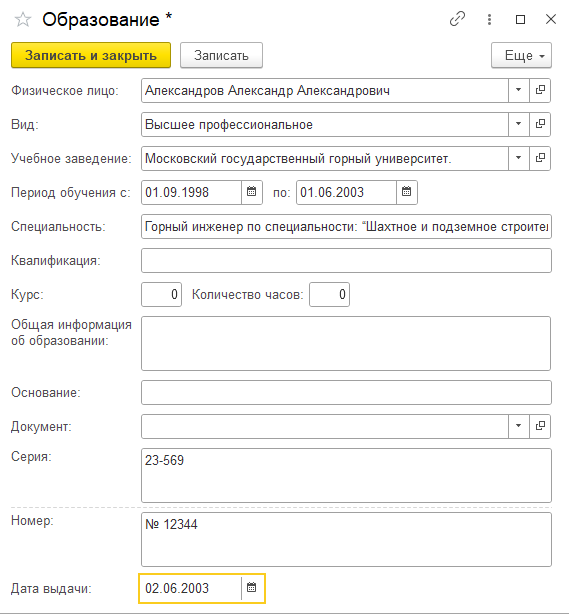 Образование *
Записать и закрыть Записать Еще
Физическое лицо: Александров Александр Александрович
Вид: Высшее профессиональное
Учебное заведение: Московский государственный горный университет.
Период обучения с: 01.09.1998 по: 01.06.2003
Специальность: Горный инженер по специальности: “Шахтное и подземное строител
Квалификация:
Курс: 0 Количество часов: 0
Общая информация
об образовании:
Основание:
Документ:
Серия: 23-569
Номер: № 12344
Дата выдачи: 02.06.2003